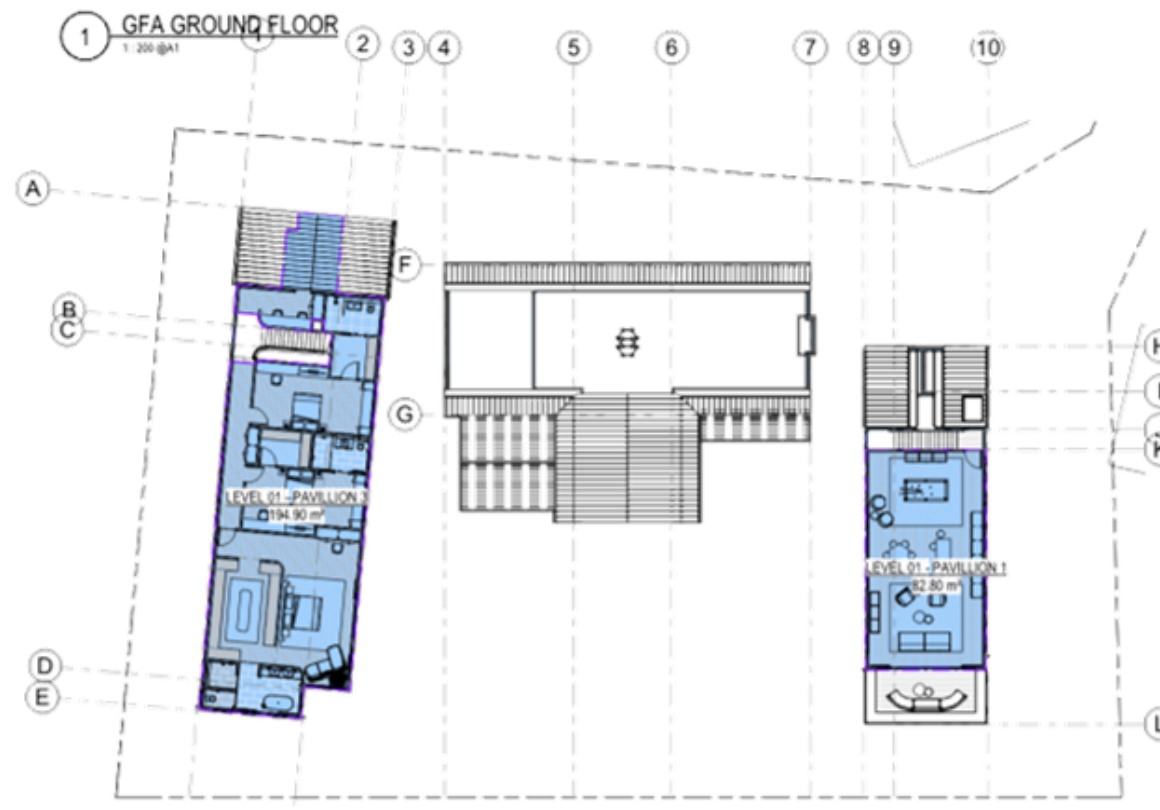 1 GFA GROUND FLOOR
1 : 200 @A1
1 2 3 4 5 6 7 8 9 10
A
F
B
C
H
I
G
K
LEVEL 01 - PAVILLION 3
194.90 m²
LEVEL 01 - PAVILLION 1
82.80 m²
D
E
L